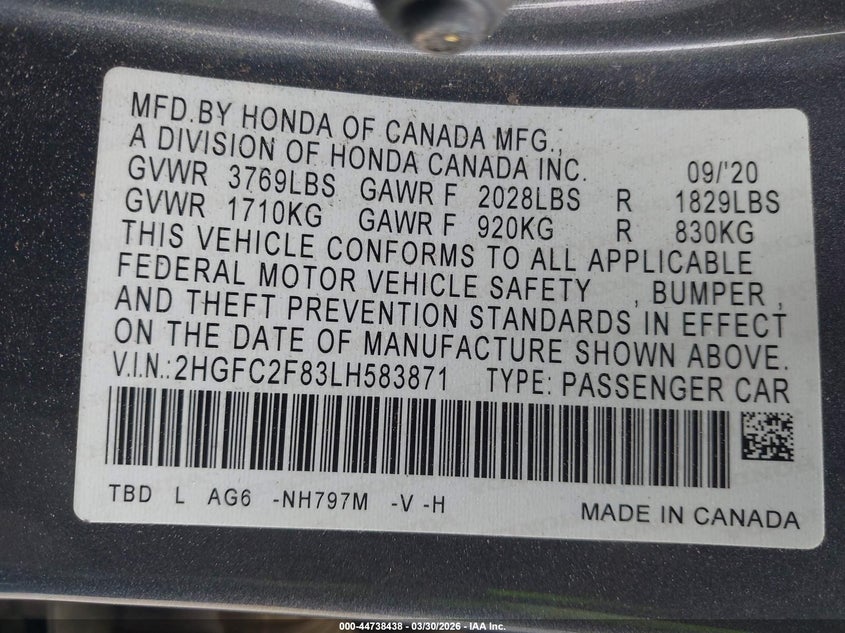 MFD.BY HONDA OF CANADA MFG.,
A DIVISION OF HONDA CANADA INC. 09/'20
GVWR 3769LBS GAWR F 2028LBS R 1829LBS
GVWR 1710KG GAWR F 920KG R 830KG
THIS VEHICLE CONFORMS TO ALL APPLICABLE
FEDERAL MOTOR VEHICLE SAFETY , BUMPER ,
AND THEFT PREVENTION STANDARDS IN EFFECT
ON THE DATE OF MANUFACTURE SHOWN ABOVE.
V.I.N.:2HGFC2F83LH583871 TYPE: PASSENGER CAR
TBD L AG6 -NH797M -V -H
MADE IN CANADA
000-44738438 - 03/30/2026 - IAA Inc.